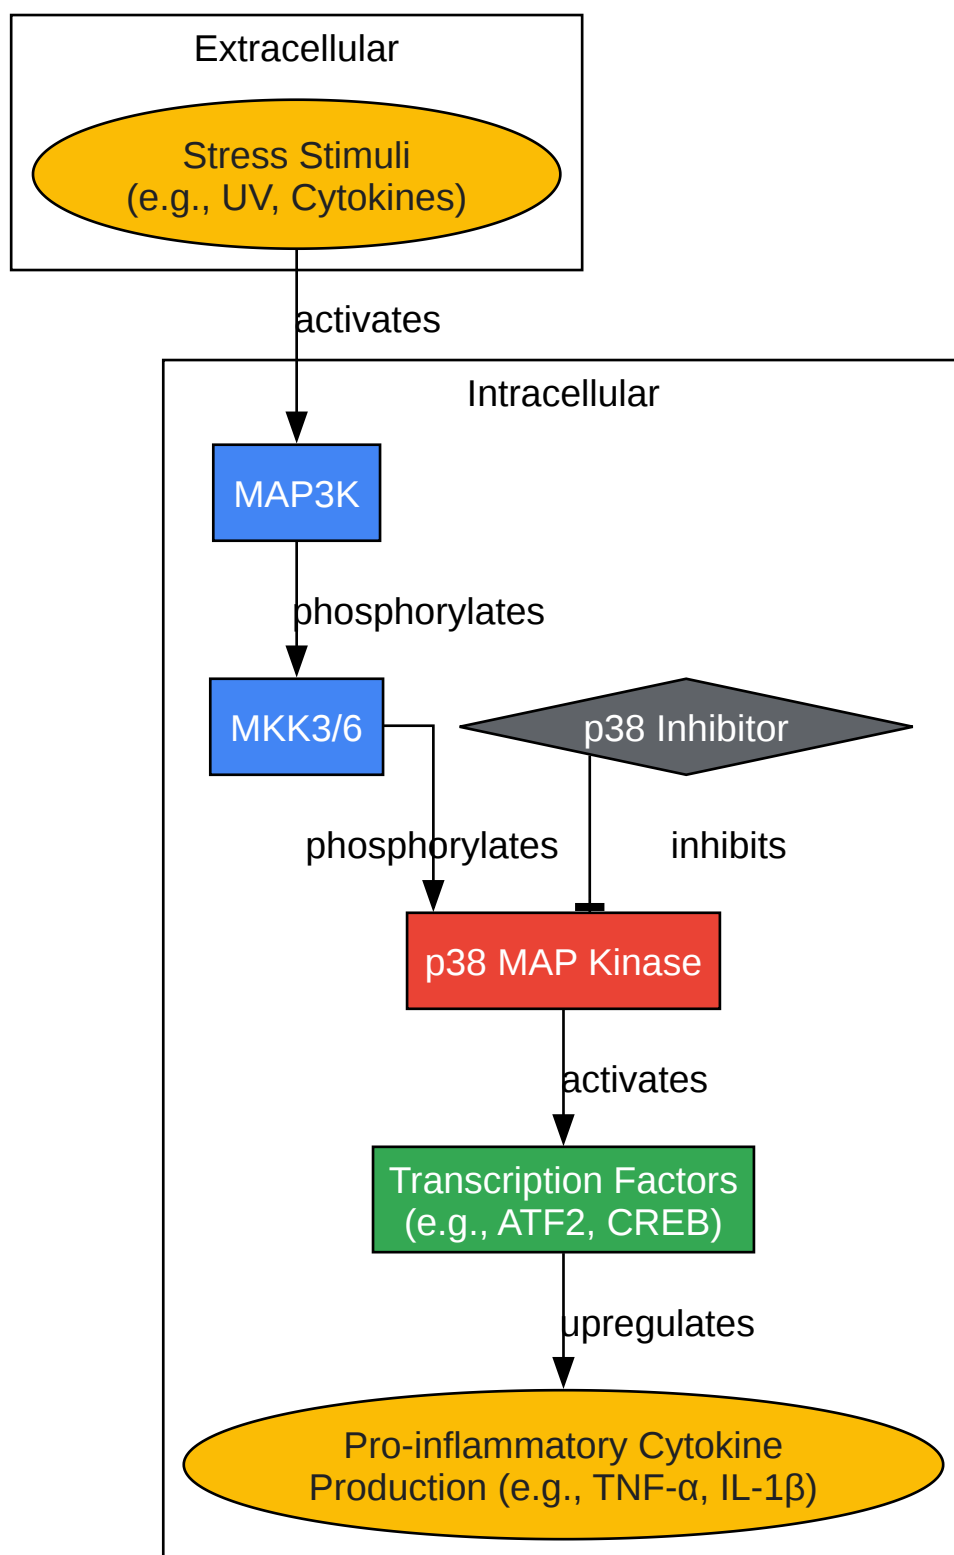 Extracellular
Stress Stimuli
(e.g., UV, Cytokines)
activates
Intracellular
MAP3K
phosphorylates
MKK3/6
p38 Inhibitor
phosphorylates
inhibits
p38 MAP Kinase
activates
Transcription Factors
(e.g., ATF2, CREB)
upregulates
Pro-inflammatory Cytokine
Production (e.g., TNF-α, IL-1β)